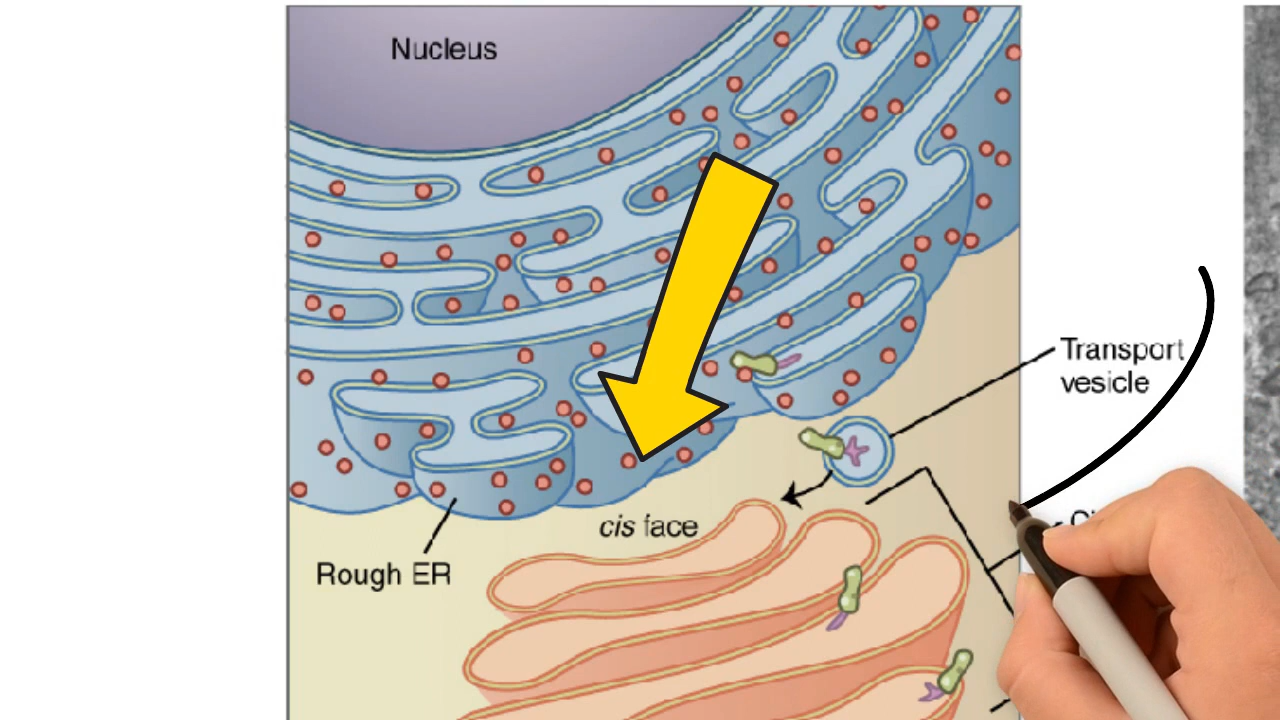 Nucleus
Transport
vesicle
cis face
Rough ER